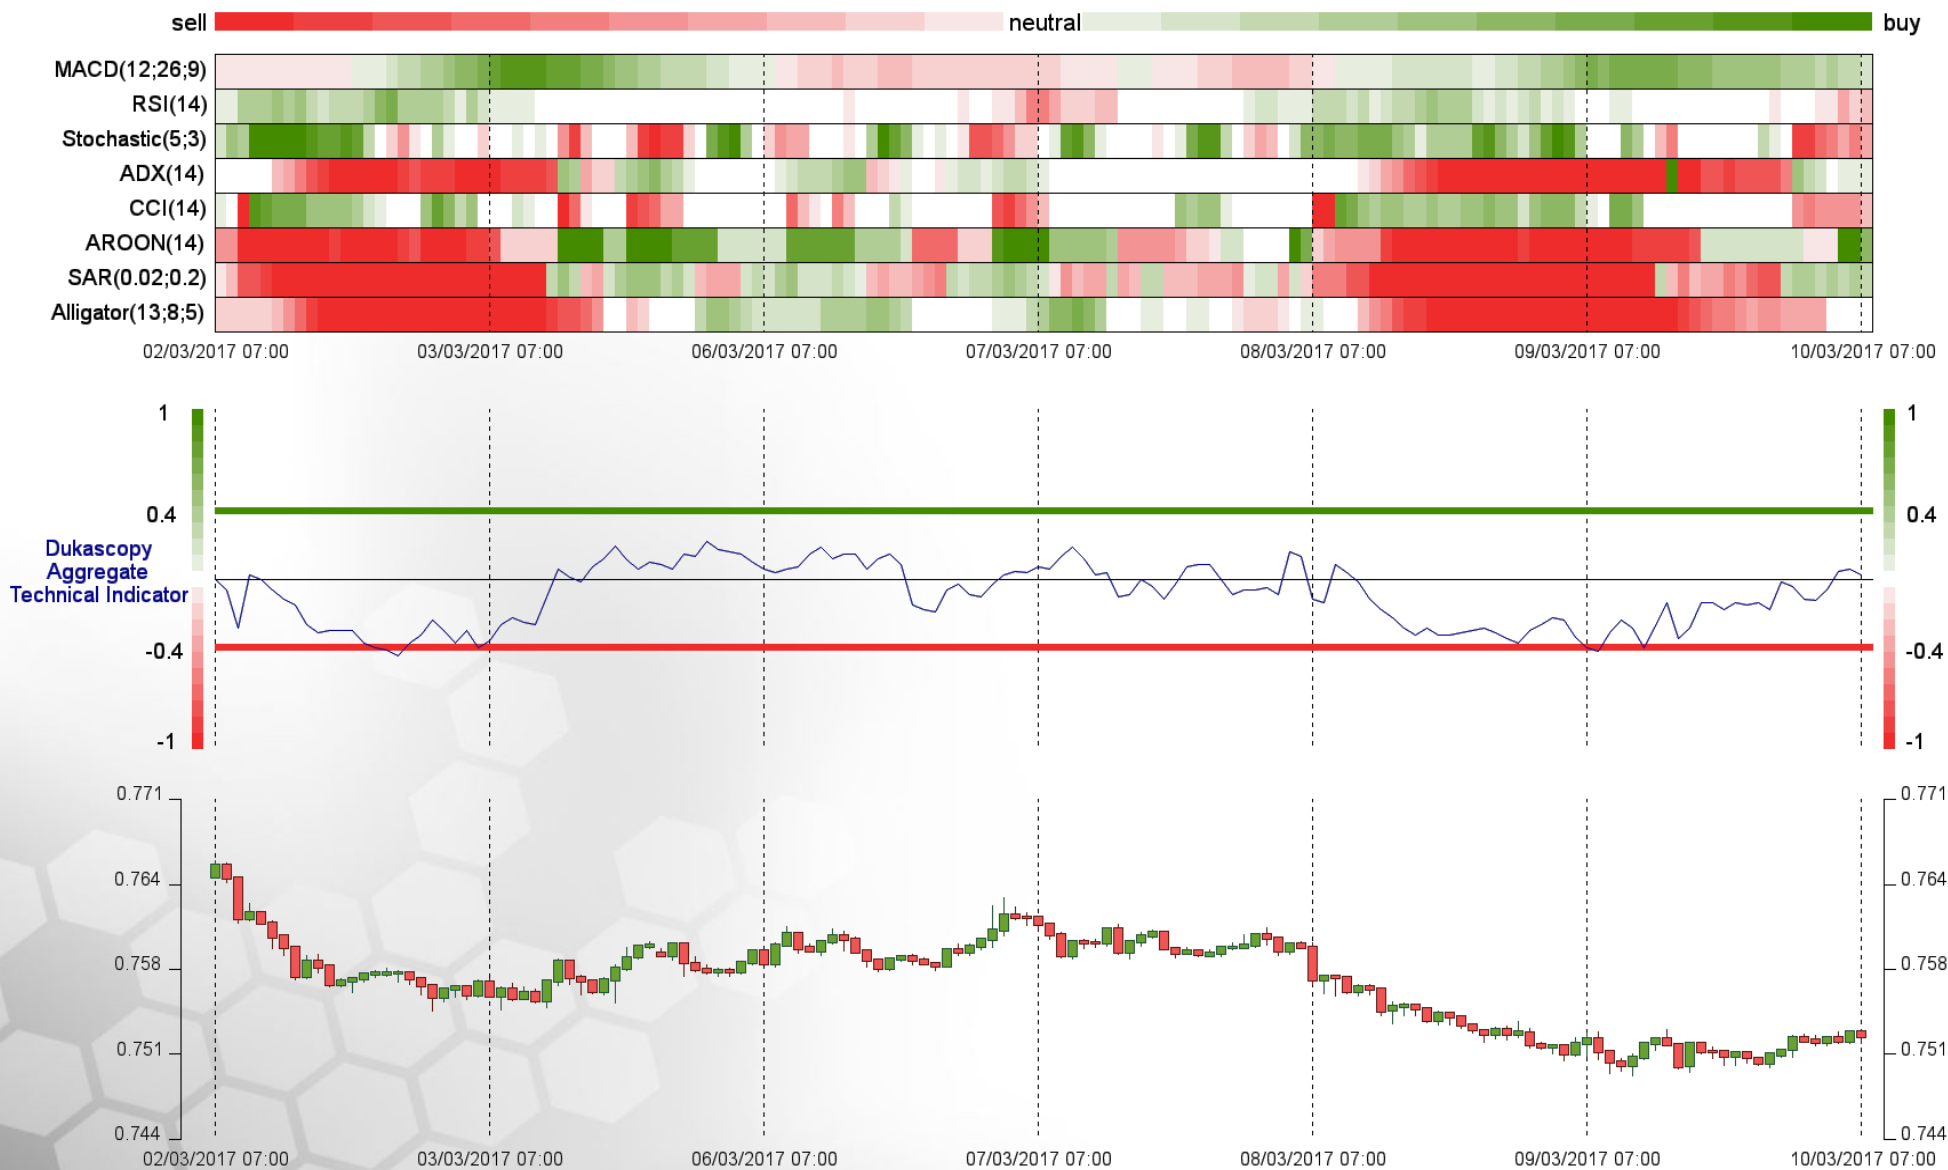 sell neutral buy
MACD(12;26;9)
RSI(14)
Stochastic(5;3)
ADX(14)
CCI(14)
AROON(14)
SAR(0.02;0.2)
Alligator(13;8;5)
02/03/2017 07:00 03/03/2017 07:00 06/03/2017 07:00 07/03/2017 07:00 08/03/2017 07:00 09/03/2017 07:00 10/03/2017 07:00
1 1
0.4 0.4
Dukascopy
Aggregate
Technical Indicator
-0.4 -0.4
-1 -1
0.771 0.771
0.764 0.764
0.758 0.758
0.751 0.751
0.744 0.744
02/03/2017 07:00 03/03/2017 07:00 06/03/2017 07:00 07/03/2017 07:00 08/03/2017 07:00 09/03/2017 07:00 10/03/2017 07:00